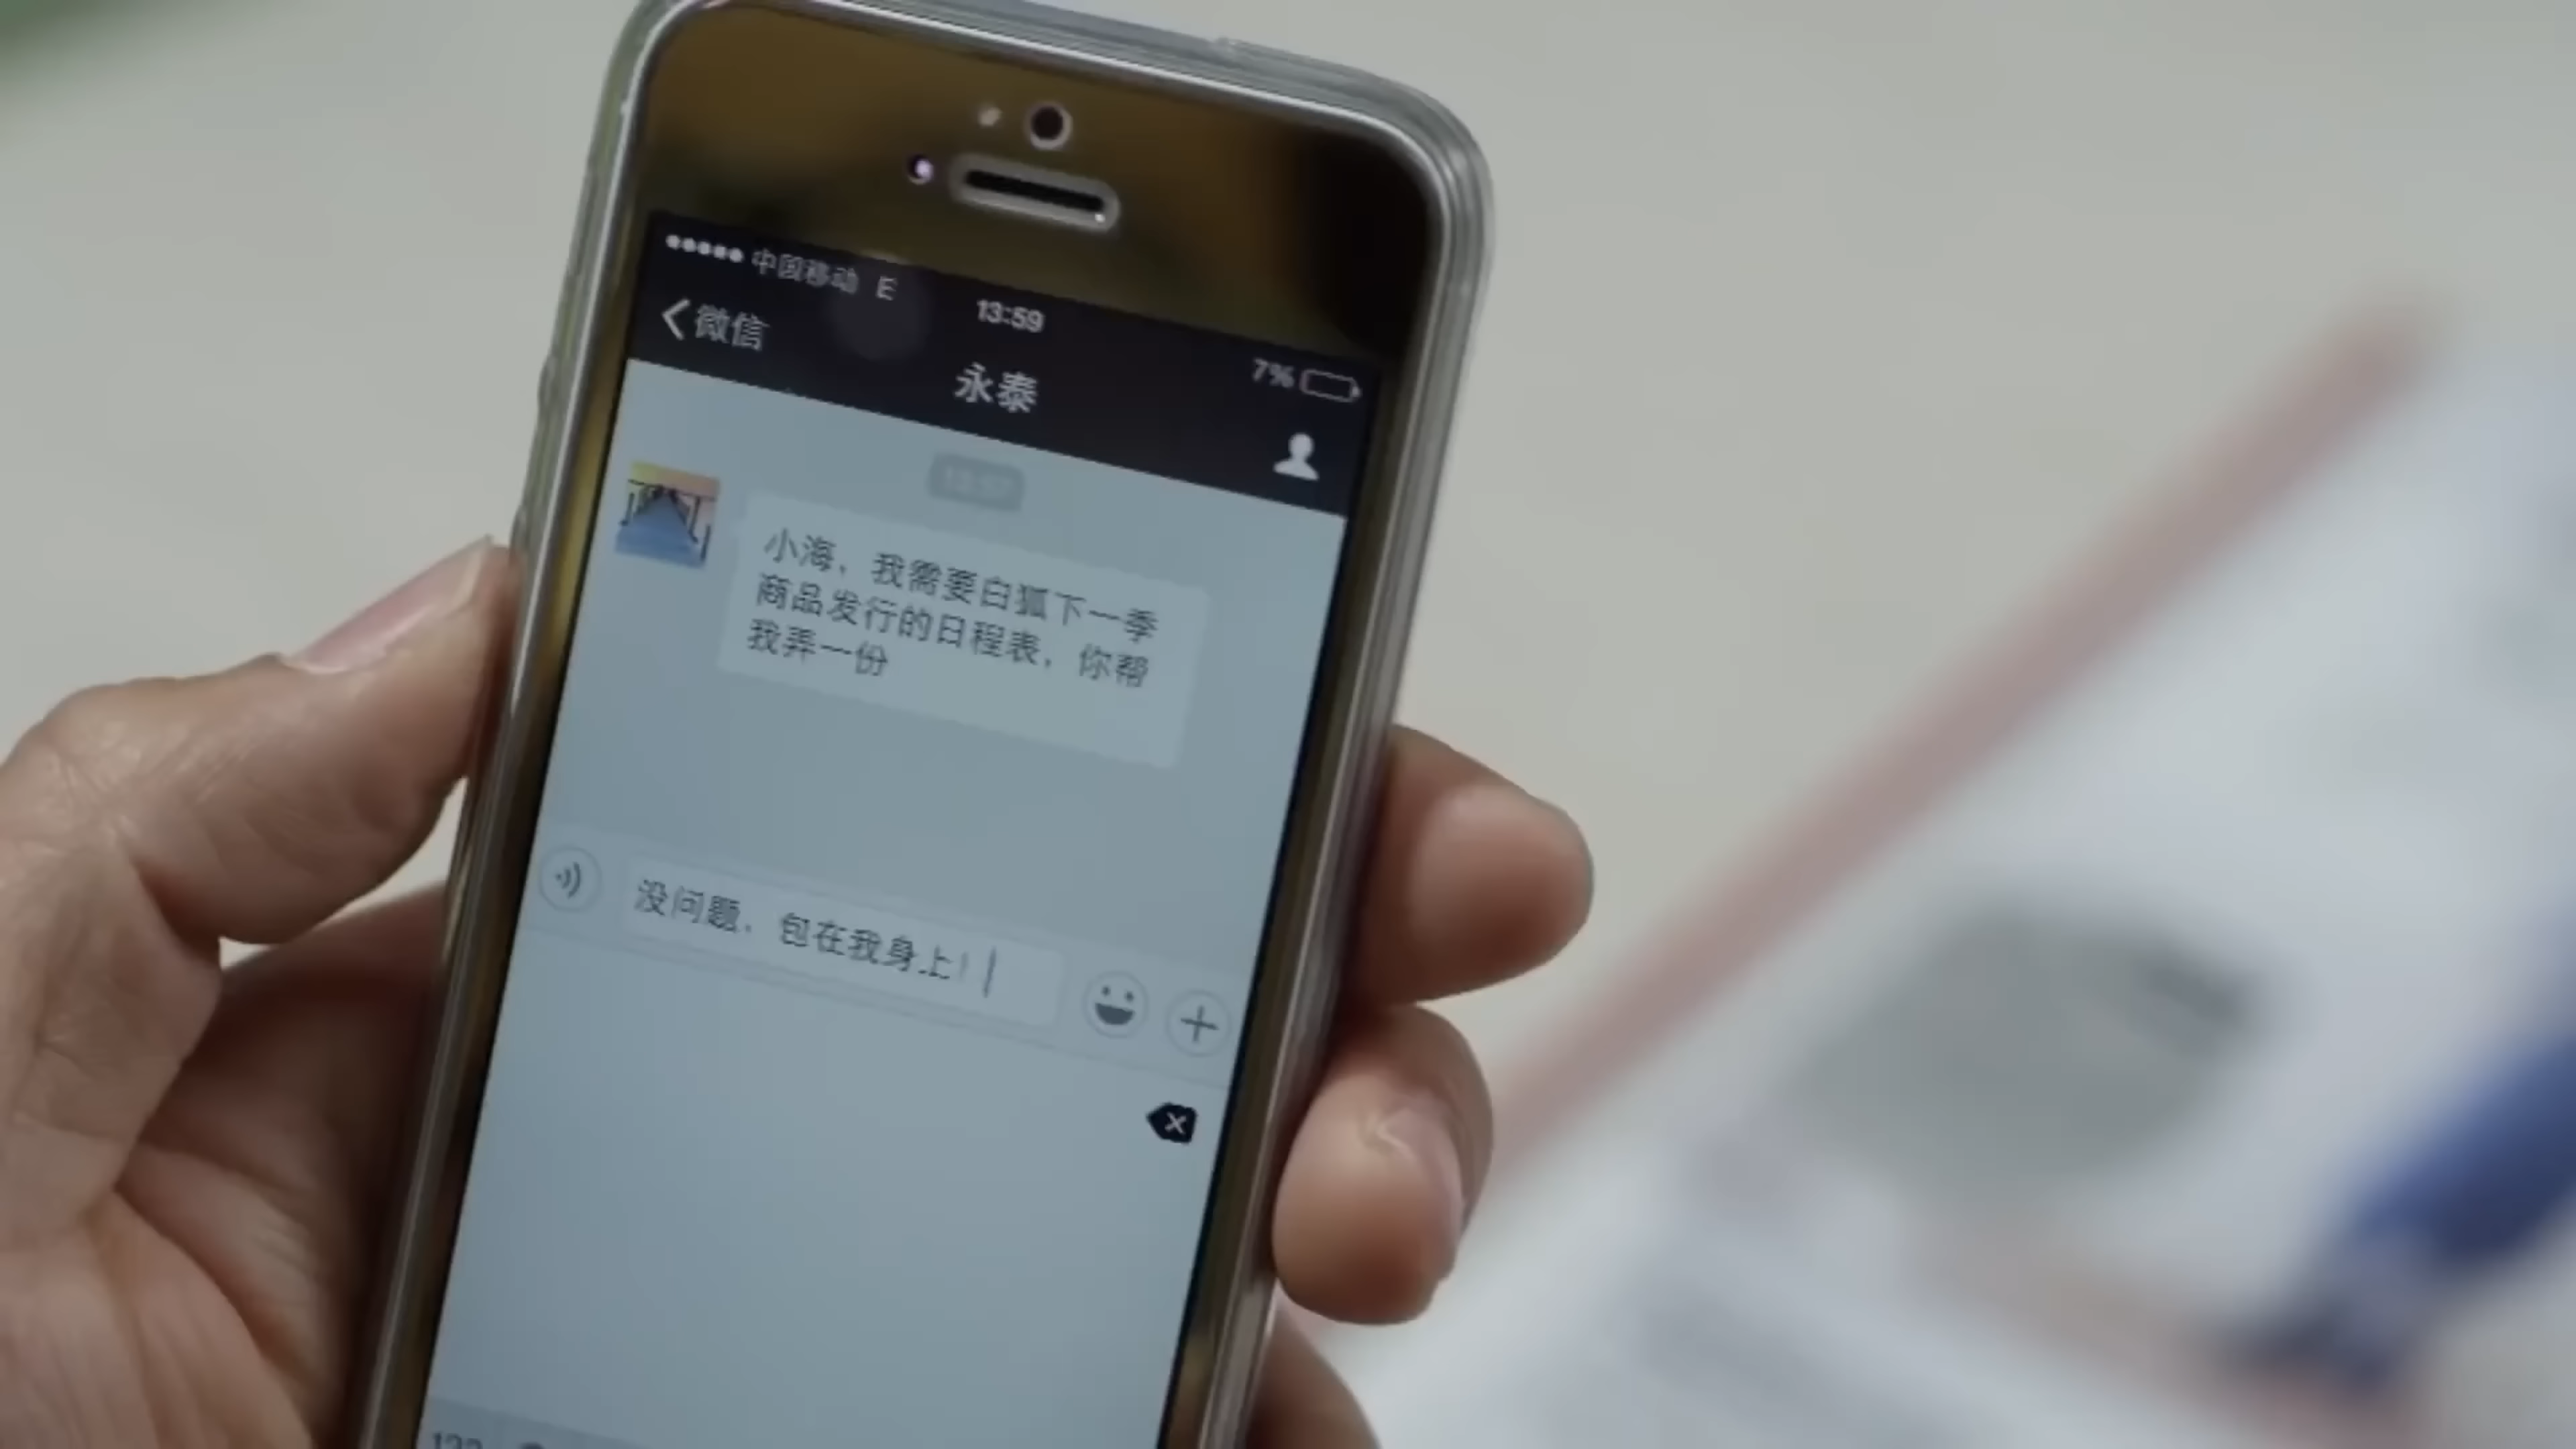 中国移动 E
13:59
7%
微信
永泰
小海，我需要白狐下一季
商品发行的日程表，你帮
我弄一份
没问题，包在我身上！
123